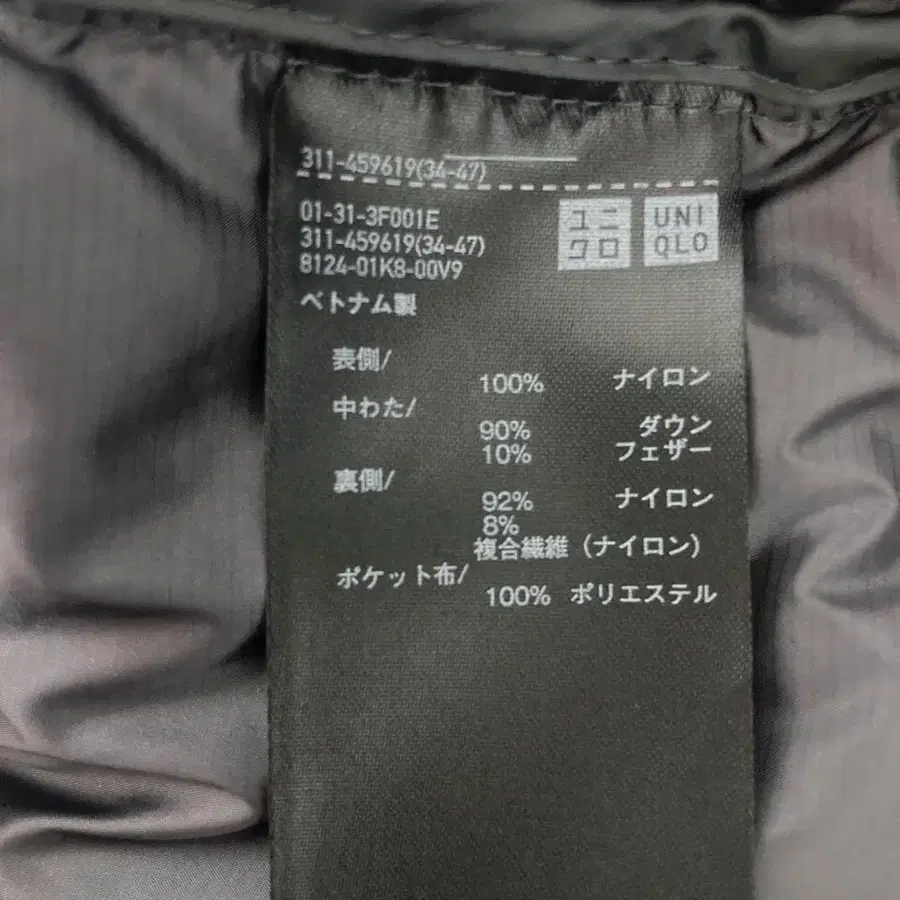 311-459619(34-47)
01-31-3F001E
311-459619(34-47)
8124-01K8-00V9
ユニ
クロ
UNI
QLO
ベトナム製
表側/
100% ナイロン
中わた/
90% ダウン
10% フェザー
裏側/
92% ナイロン
8%
複合繊維(ナイロン)
ポケット布/
100% ポリエステル